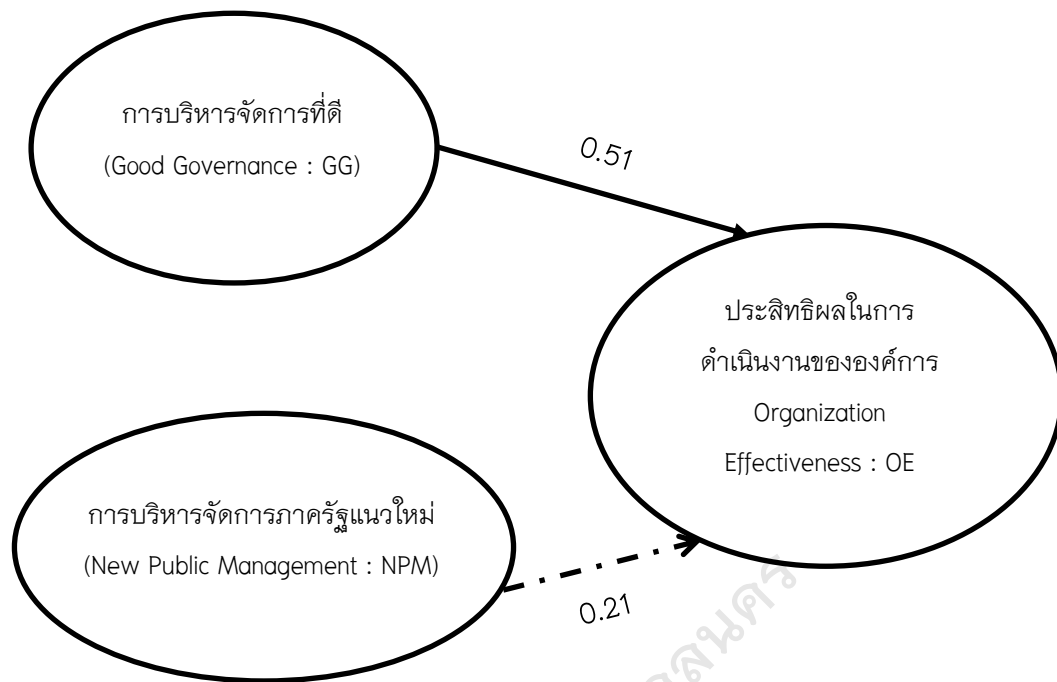 การบริหารจัดการที่ดี
(Good Governance : GG)
0.51
ประสิทธิผลในการ
ดำเนินงานขององค์การ
Organization
Effectiveness : OE
การบริหารจัดการภาครัฐแนวใหม่
(New Public Management : NPM)
0.21